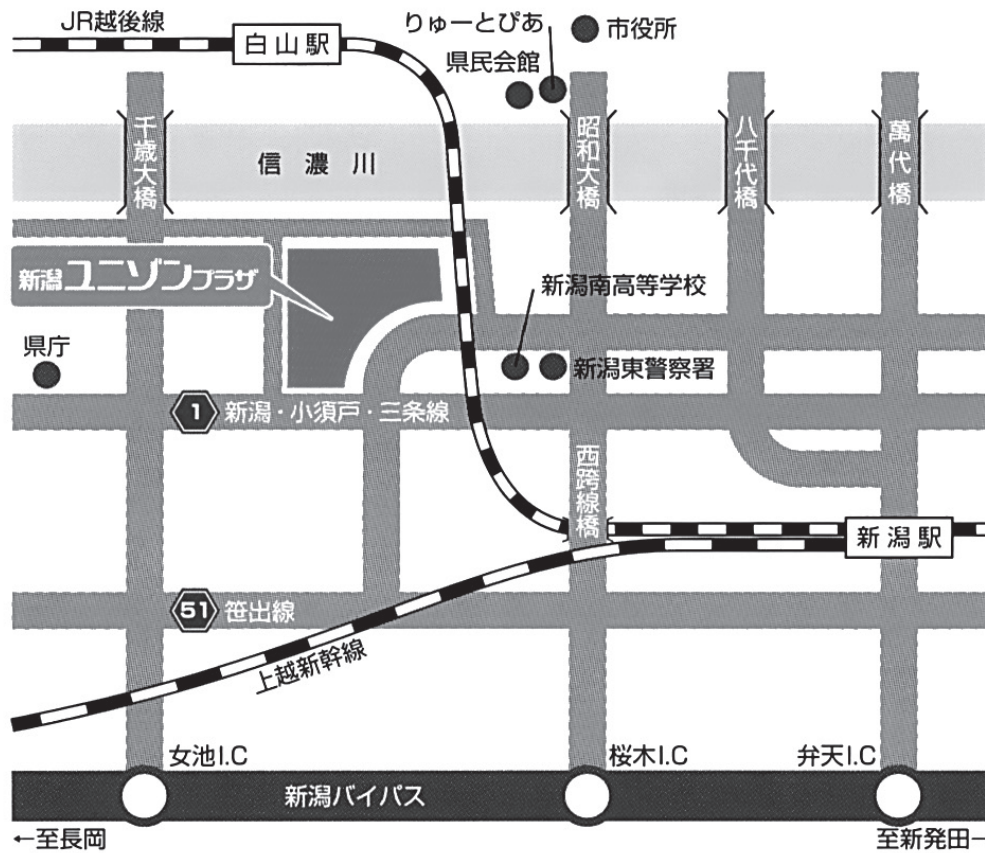 JR越後線
白山駅
りゅーとぴあ
市役所
県民会館
千歳大橋
信濃川
昭和大橋
八千代橋
萬代橋
新潟ユニゾンプラザ
新潟南高等学校
県庁
新潟東警察署
1 新潟・小須戸・三条線
西跨線橋
新潟駅
51 笹出線
上越新幹線
女池I.C
桜木I.C
弁天I.C
新潟バイパス
←至長岡
至新発田→